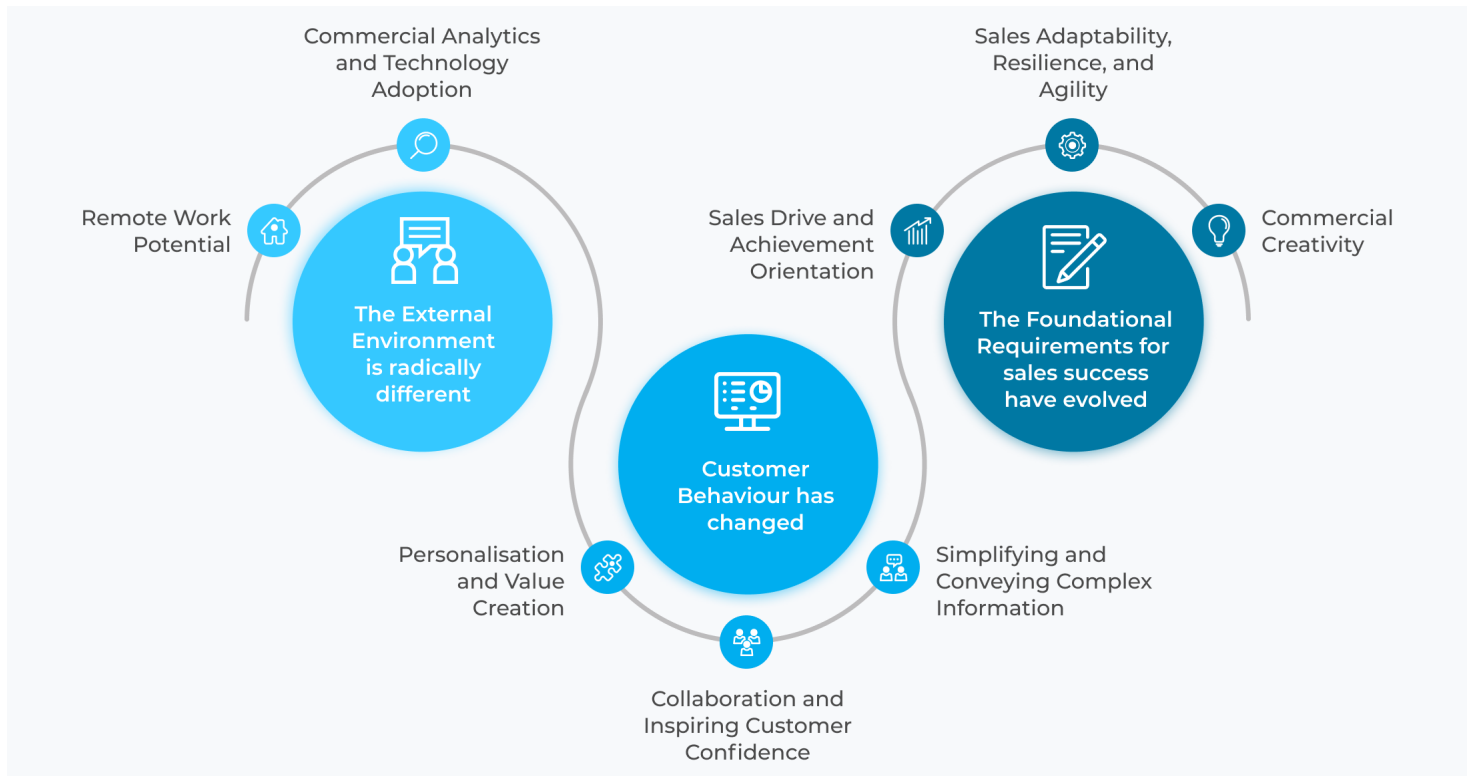 Commercial Analytics
and Technology
Adoption
Remote Work
Potential
The External
Environment
is radically
different
Personalisation
and Value
Creation
Customer
Behaviour has
changed
Collaboration and
Inspiring Customer
Confidence
Simplifying and
Conveying Complex
Information
Sales Drive and
Achievement
Orientation
Sales Adaptability,
Resilience, and
Agility
The Foundational
Requirements for
sales success
have evolved
Commercial
Creativity